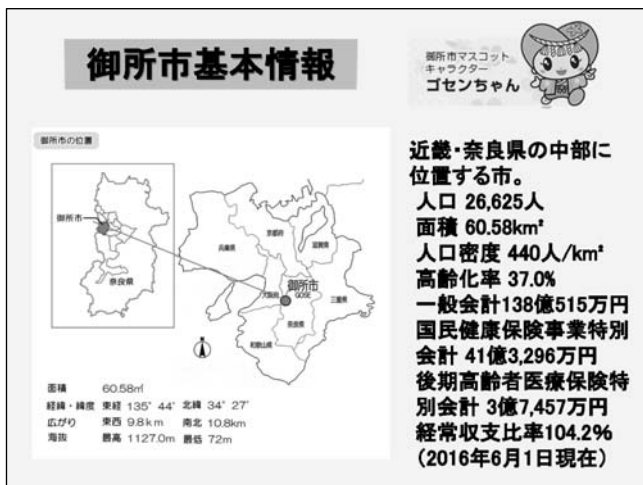 御所市基本情報
御所市マスコット
キャラクター
ゴセンちゃん
御所市の位置
御所市
奈良県
兵庫県
京都府
滋賀県
大阪府
御所市
GOSE
三重県
奈良県
和歌山県
面積 60.58㎡
経緯・緯度 東経 135° 44′ 北緯 34° 27′
広がり 東西 9.8km 南北 10.8km
海抜 最高 1127.0m 最低 72m
近畿・奈良県の中部に
位置する市。
人口 26,625人
面積 60.58km²
人口密度 440人/km²
高齢化率 37.0%
一般会計138億515万円
国民健康保険事業特別
会計 41億3,296万円
後期高齢者医療保険特
別会計 3億7,457万円
経常収支比率104.2%
（2016年6月1日現在）